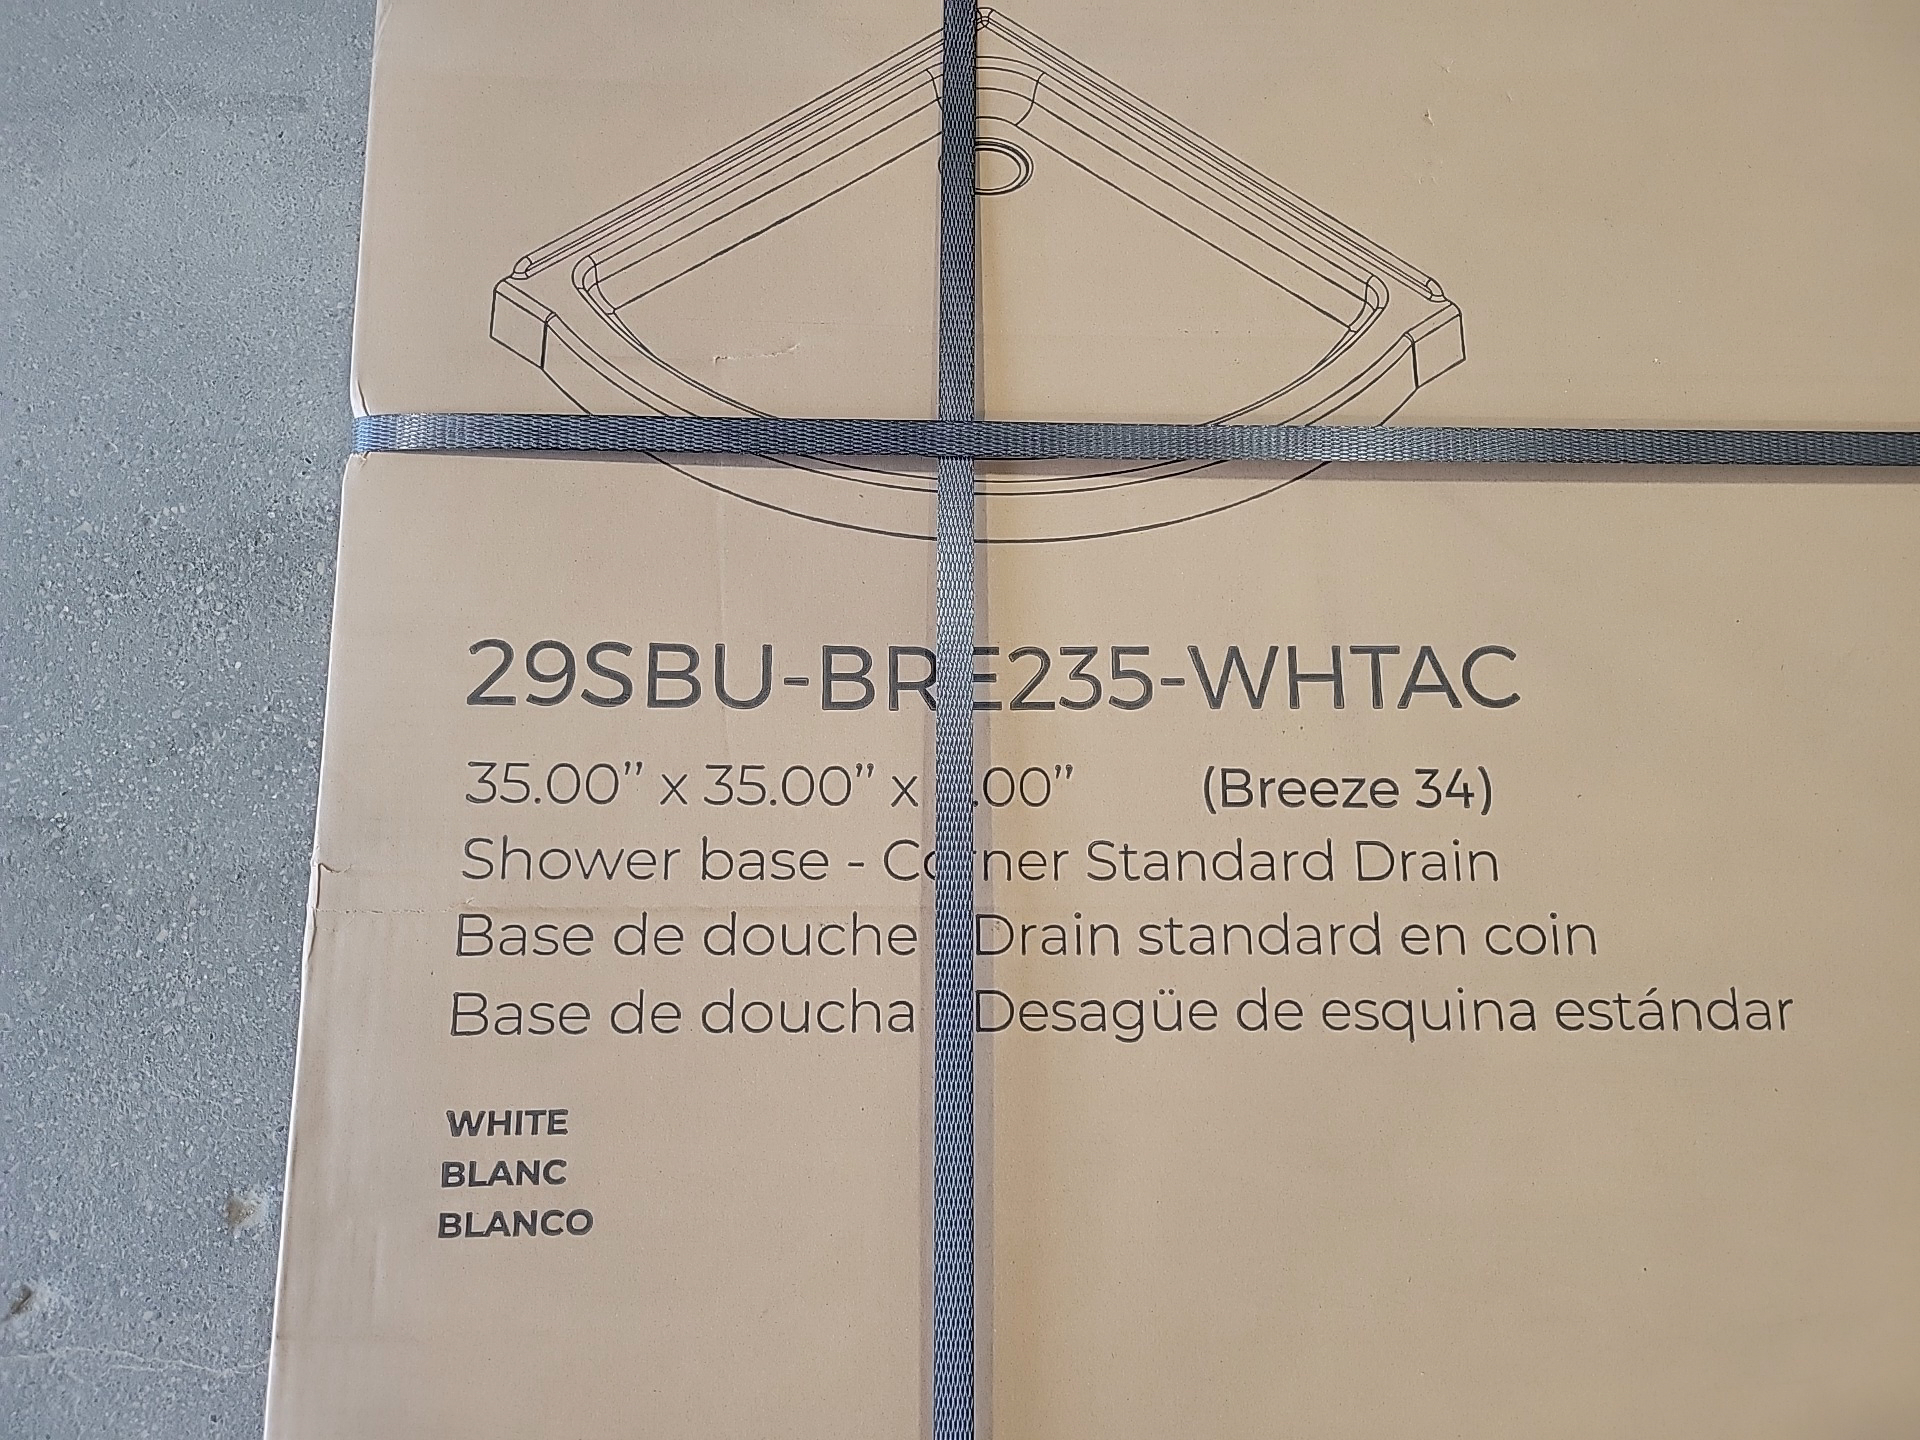 29SBU-BRE235-WHTAC
35.00” x 35.00” x .00” (Breeze 34)
Shower base - Corner Standard Drain
Base de douche Drain standard en coin
Base de doucha Desagüe de esquina estándar
WHITE
BLANC
BLANCO